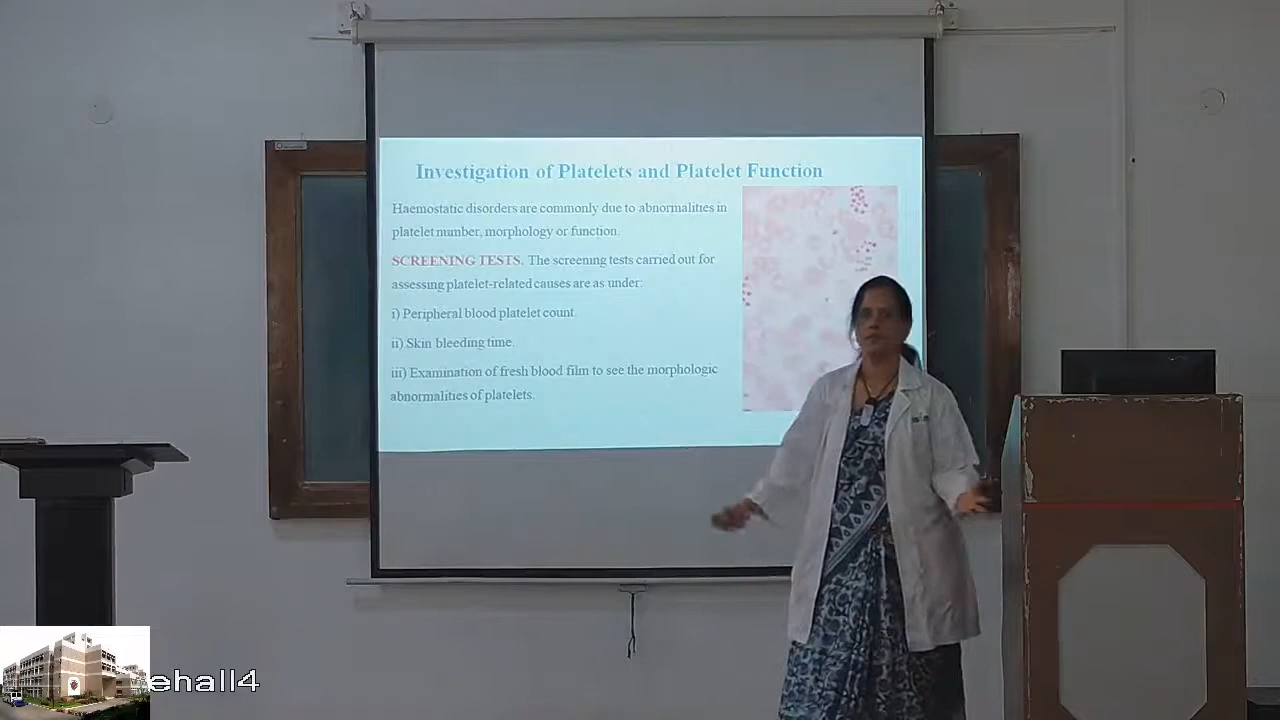 Investigation of Platelets and Platelet Function
Haemostatic disorders are commonly due to abnormalities in
platelet number, morphology or function.
SCREENING TESTS. The screening tests carried out for
assessing platelet-related causes are as under:
i) Peripheral blood platelet count.
ii) Skin bleeding time.
iii) Examination of fresh blood film to see the morphologic
abnormalities of platelets.
ehall4